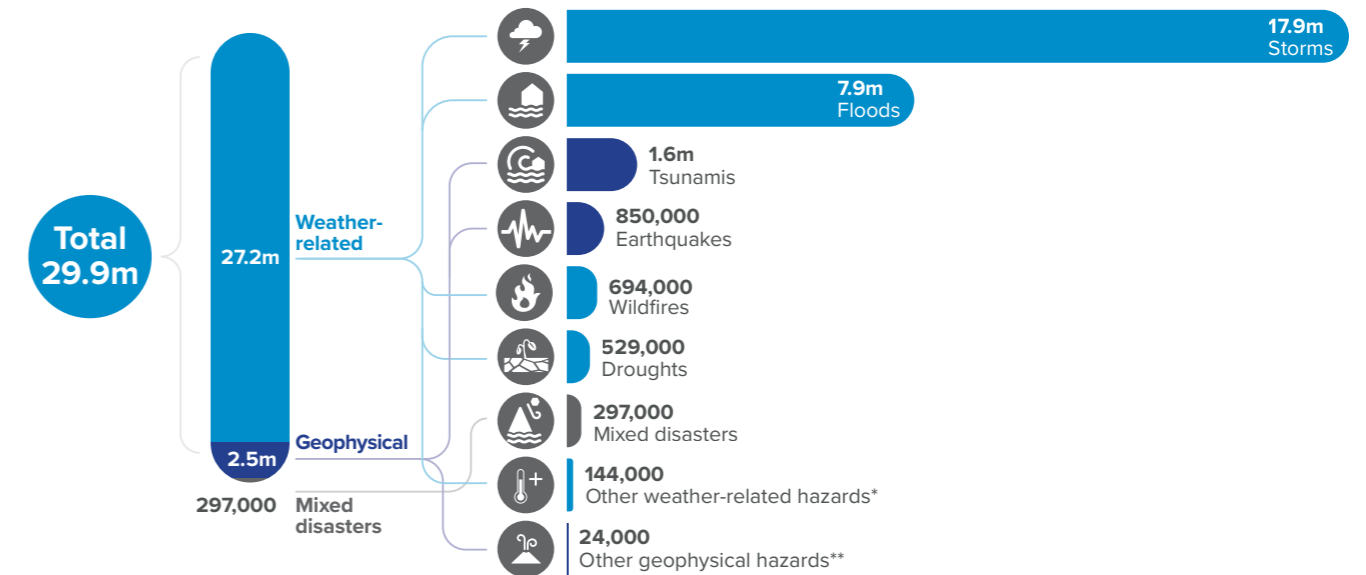 Total
29.9m
27.2m
2.5m
297,000
Weather-
related
Geophysical
Mixed
disasters
17.9m
Storms
7.9m
Floods
1.6m
Tsunamis
850,000
Earthquakes
694,000
Wildfires
529,000
Droughts
297,000
Mixed disasters
144,000
Other weather-related hazards*
24,000
Other geophysical hazards**